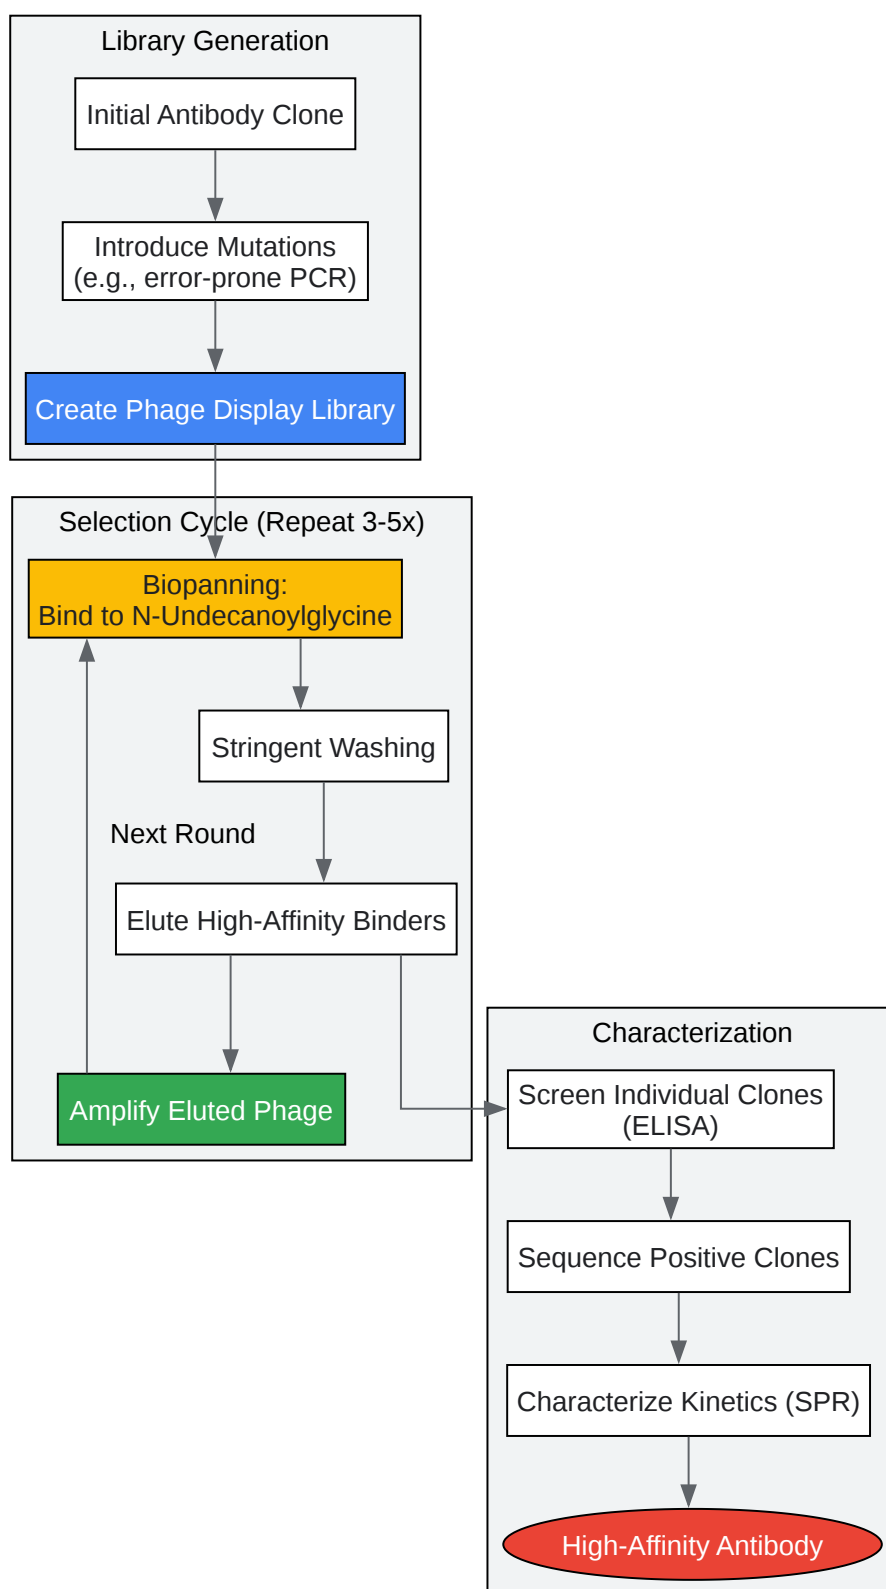 Library Generation
Initial Antibody Clone
Introduce Mutations
(e.g., error-prone PCR)
Create Phage Display Library
Selection Cycle (Repeat 3-5x)
Biopanning:
Bind to N-Undecanoylglycine
Stringent Washing
Next Round
Elute High-Affinity Binders
Amplify Eluted Phage
Characterization
Screen Individual Clones
(ELISA)
Sequence Positive Clones
Characterize Kinetics (SPR)
High-Affinity Antibody